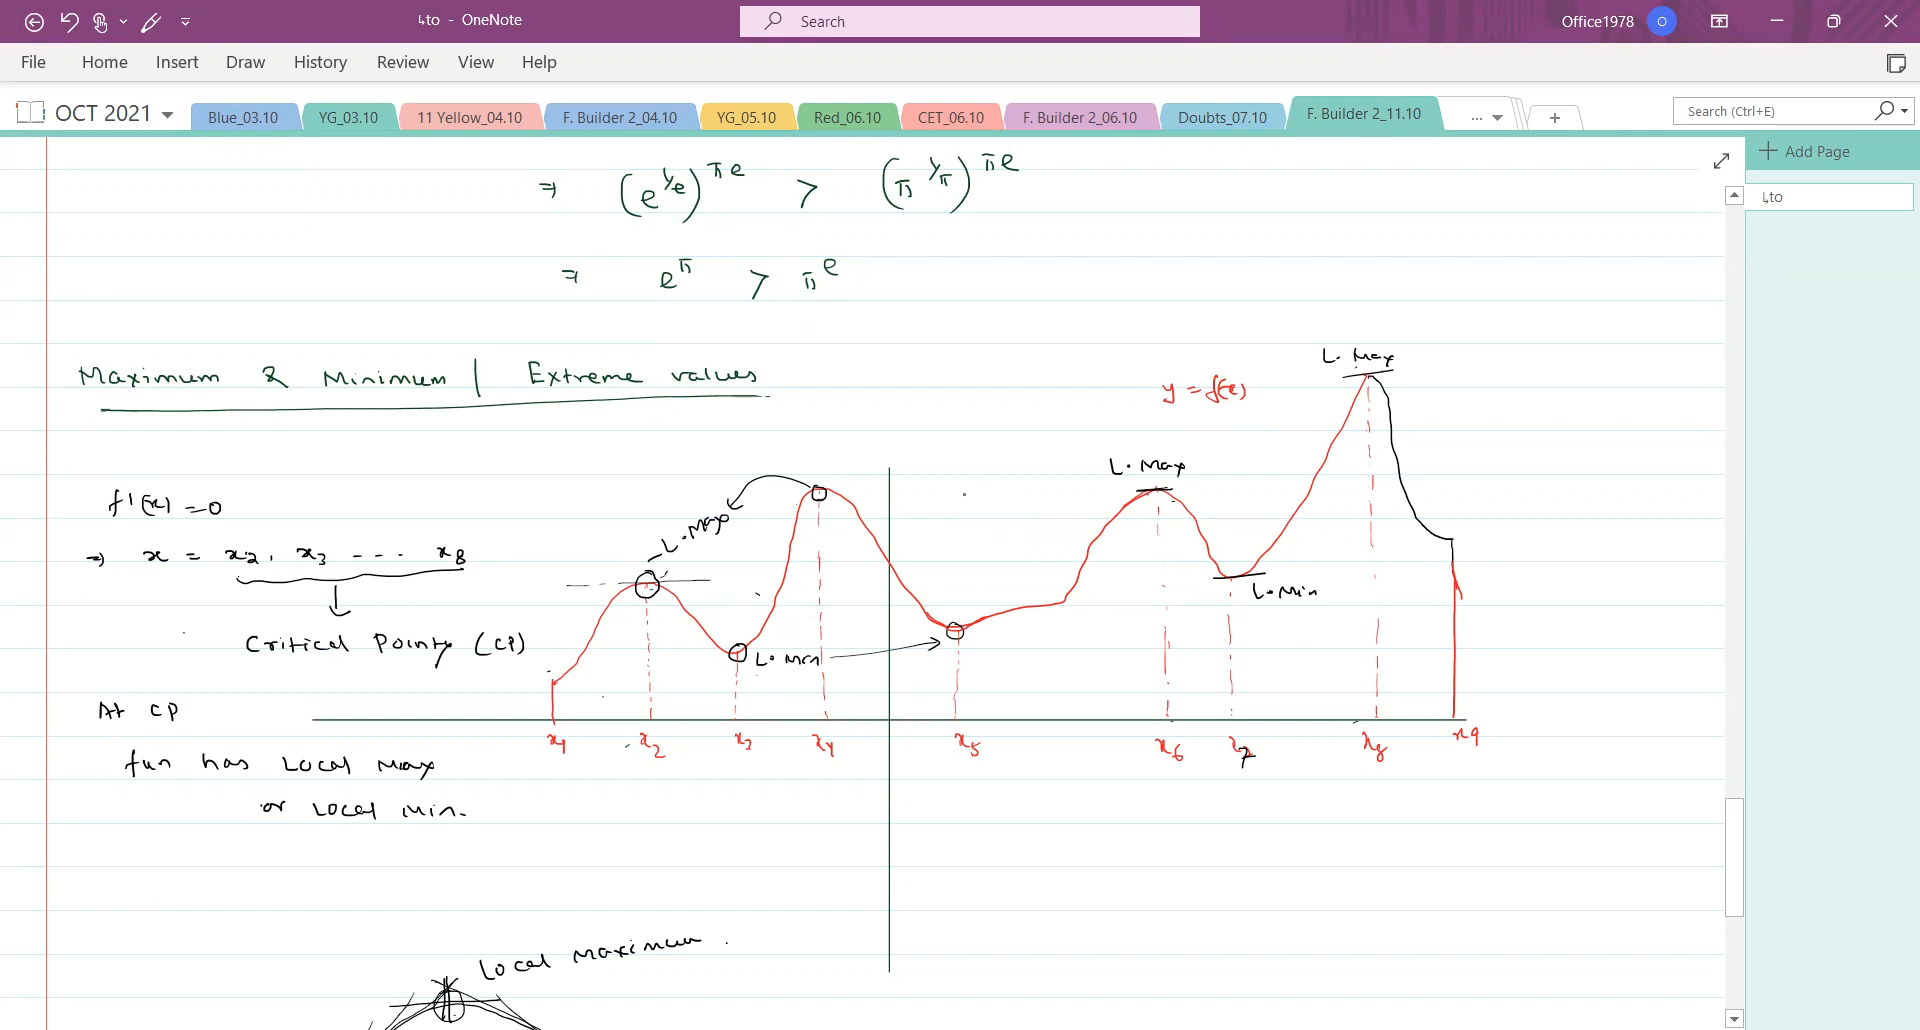 ↳to - OneNote
Search
Office1978
O
File Home Insert Draw History Review View Help
OCT 2021
Blue_03.10 YG_03.10 11 Yellow_04.10 F. Builder 2_04.10 YG_05.10 Red_06.10 CET_06.10 F. Builder 2_06.10 Doubts_07.10 F. Builder 2_11.10 ...
Search (Ctrl+E)
Add Page
↳to
⇒ (e^{1/e})^{πe} > (π^{1/π})^{πe}
⇒ e^π > π^e
Maximum & Minimum | Extreme values
L. Max
y = f(x)
L. Max
f'(x) = 0
L. Max
⇒ x = x2, x3 --- x8
L. Min
Critical Points (CP)
L. Min
At CP
x1 x2 x3 x4 x5 x6 x7 x8 x9
fun has Local Max
or Local Min.
Local Maximum